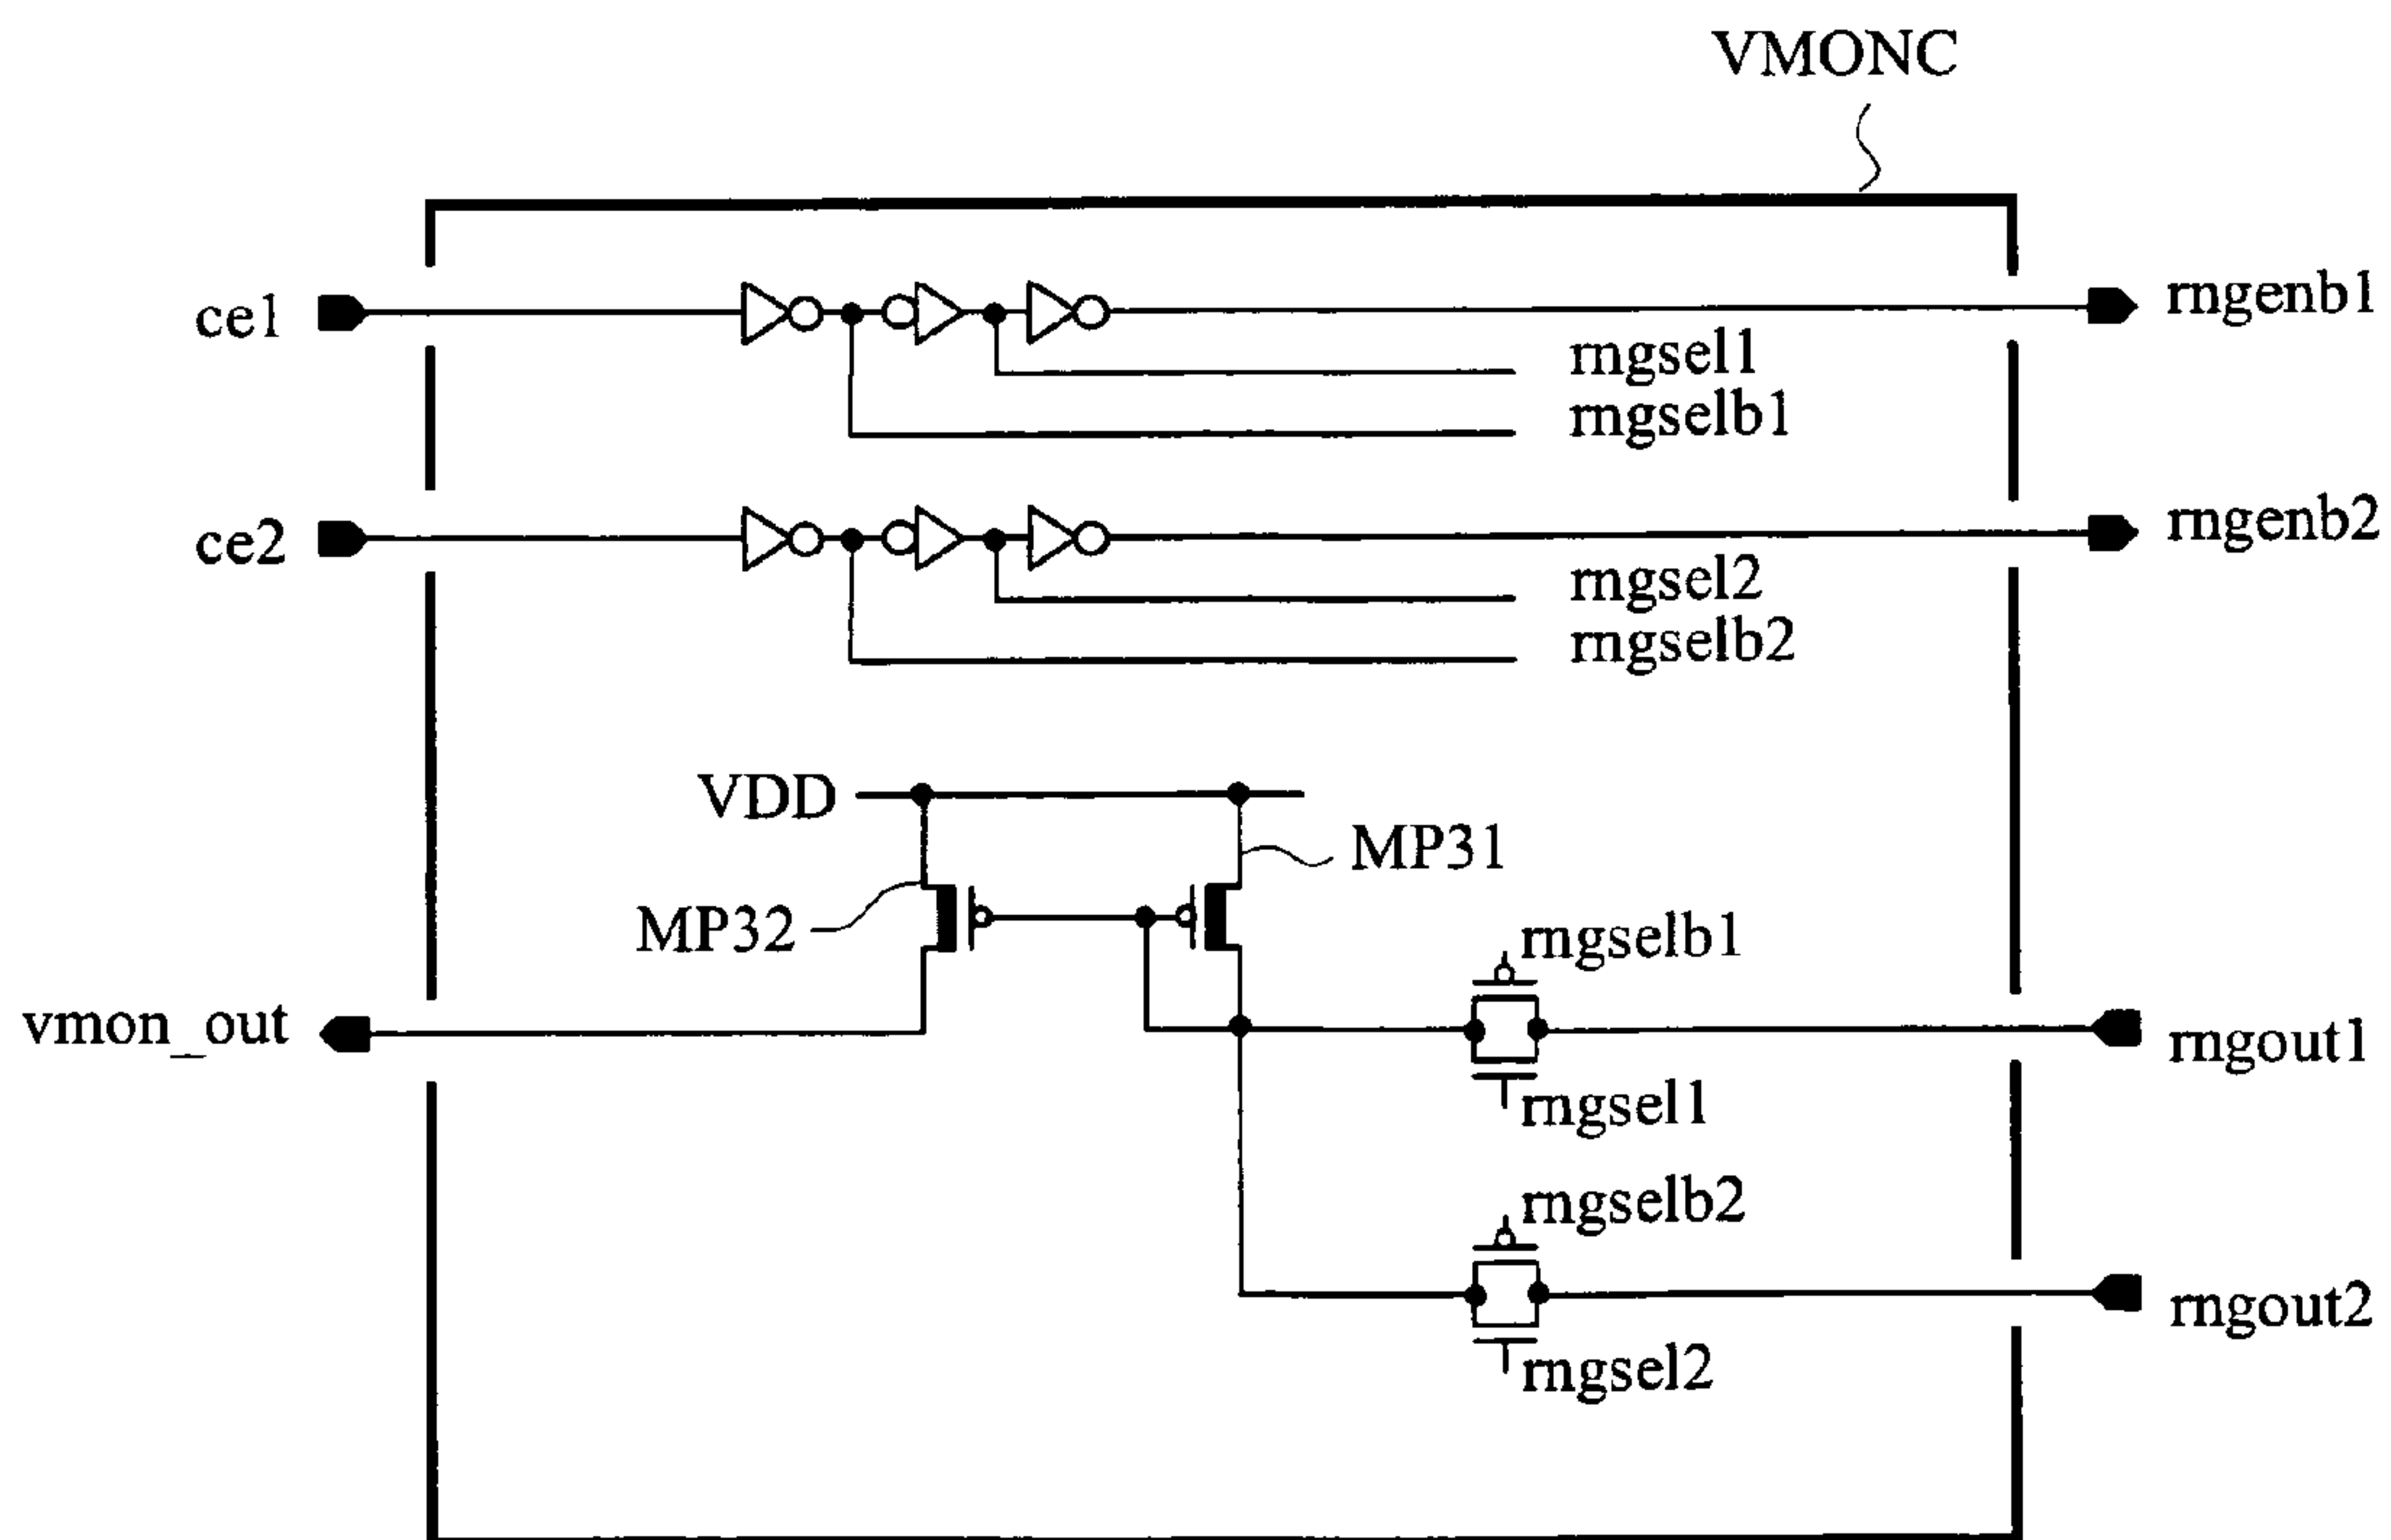 VMONC
ce1
rngenb1
rngsel1
rngselb1
ce2
rngenb2
rngsel2
rngselb2
VDD
MP31
MP32
rngselb1
vmon_out
rngout1
rngsel1
rngselb2
rngout2
rngsel2